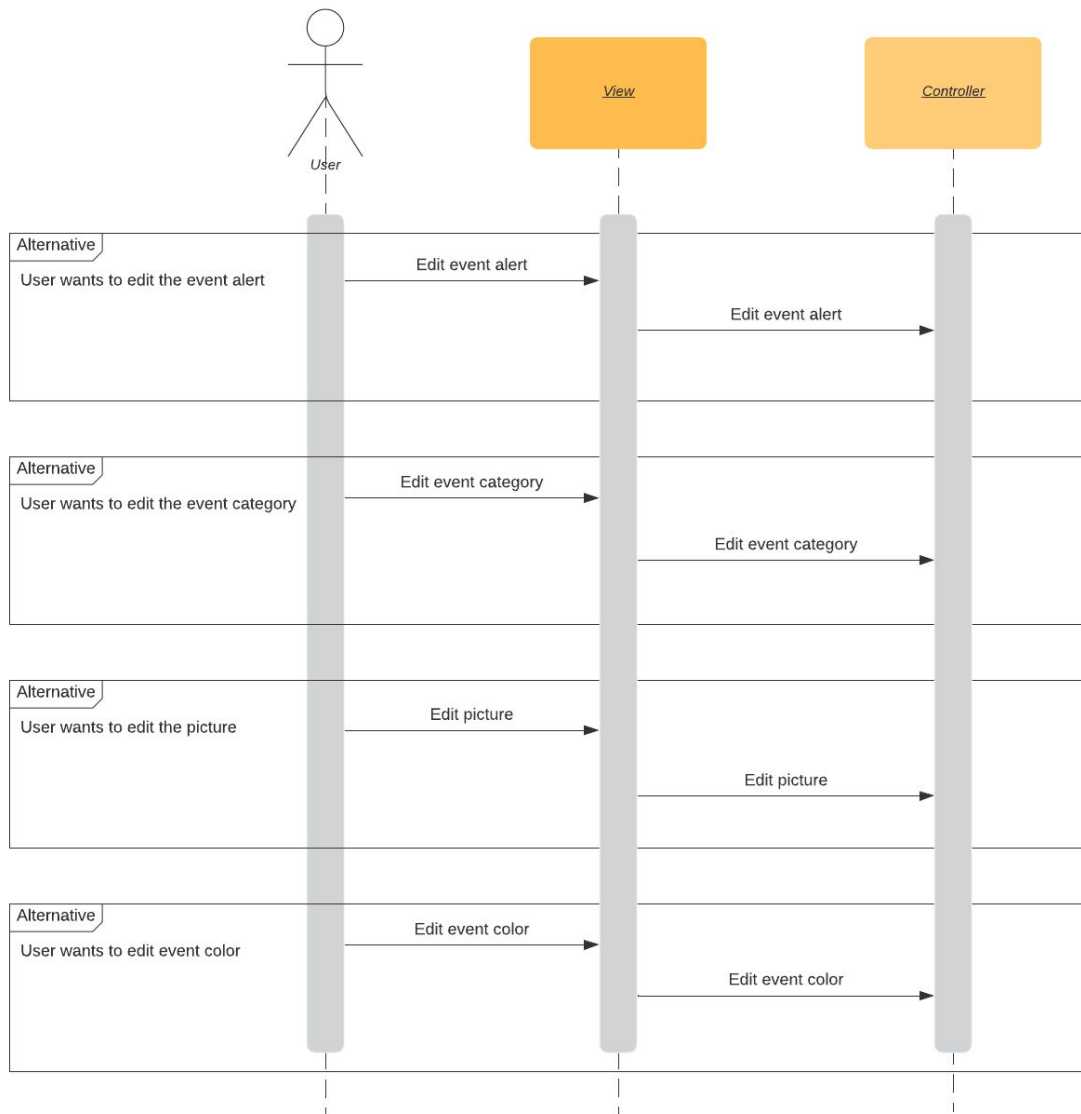 User
View
Controller
Alternative
User wants to edit the event alert
Edit event alert
Edit event alert
Alternative
User wants to edit the event category
Edit event category
Edit event category
Alternative
User wants to edit the picture
Edit picture
Edit picture
Alternative
User wants to edit event color
Edit event color
Edit event color